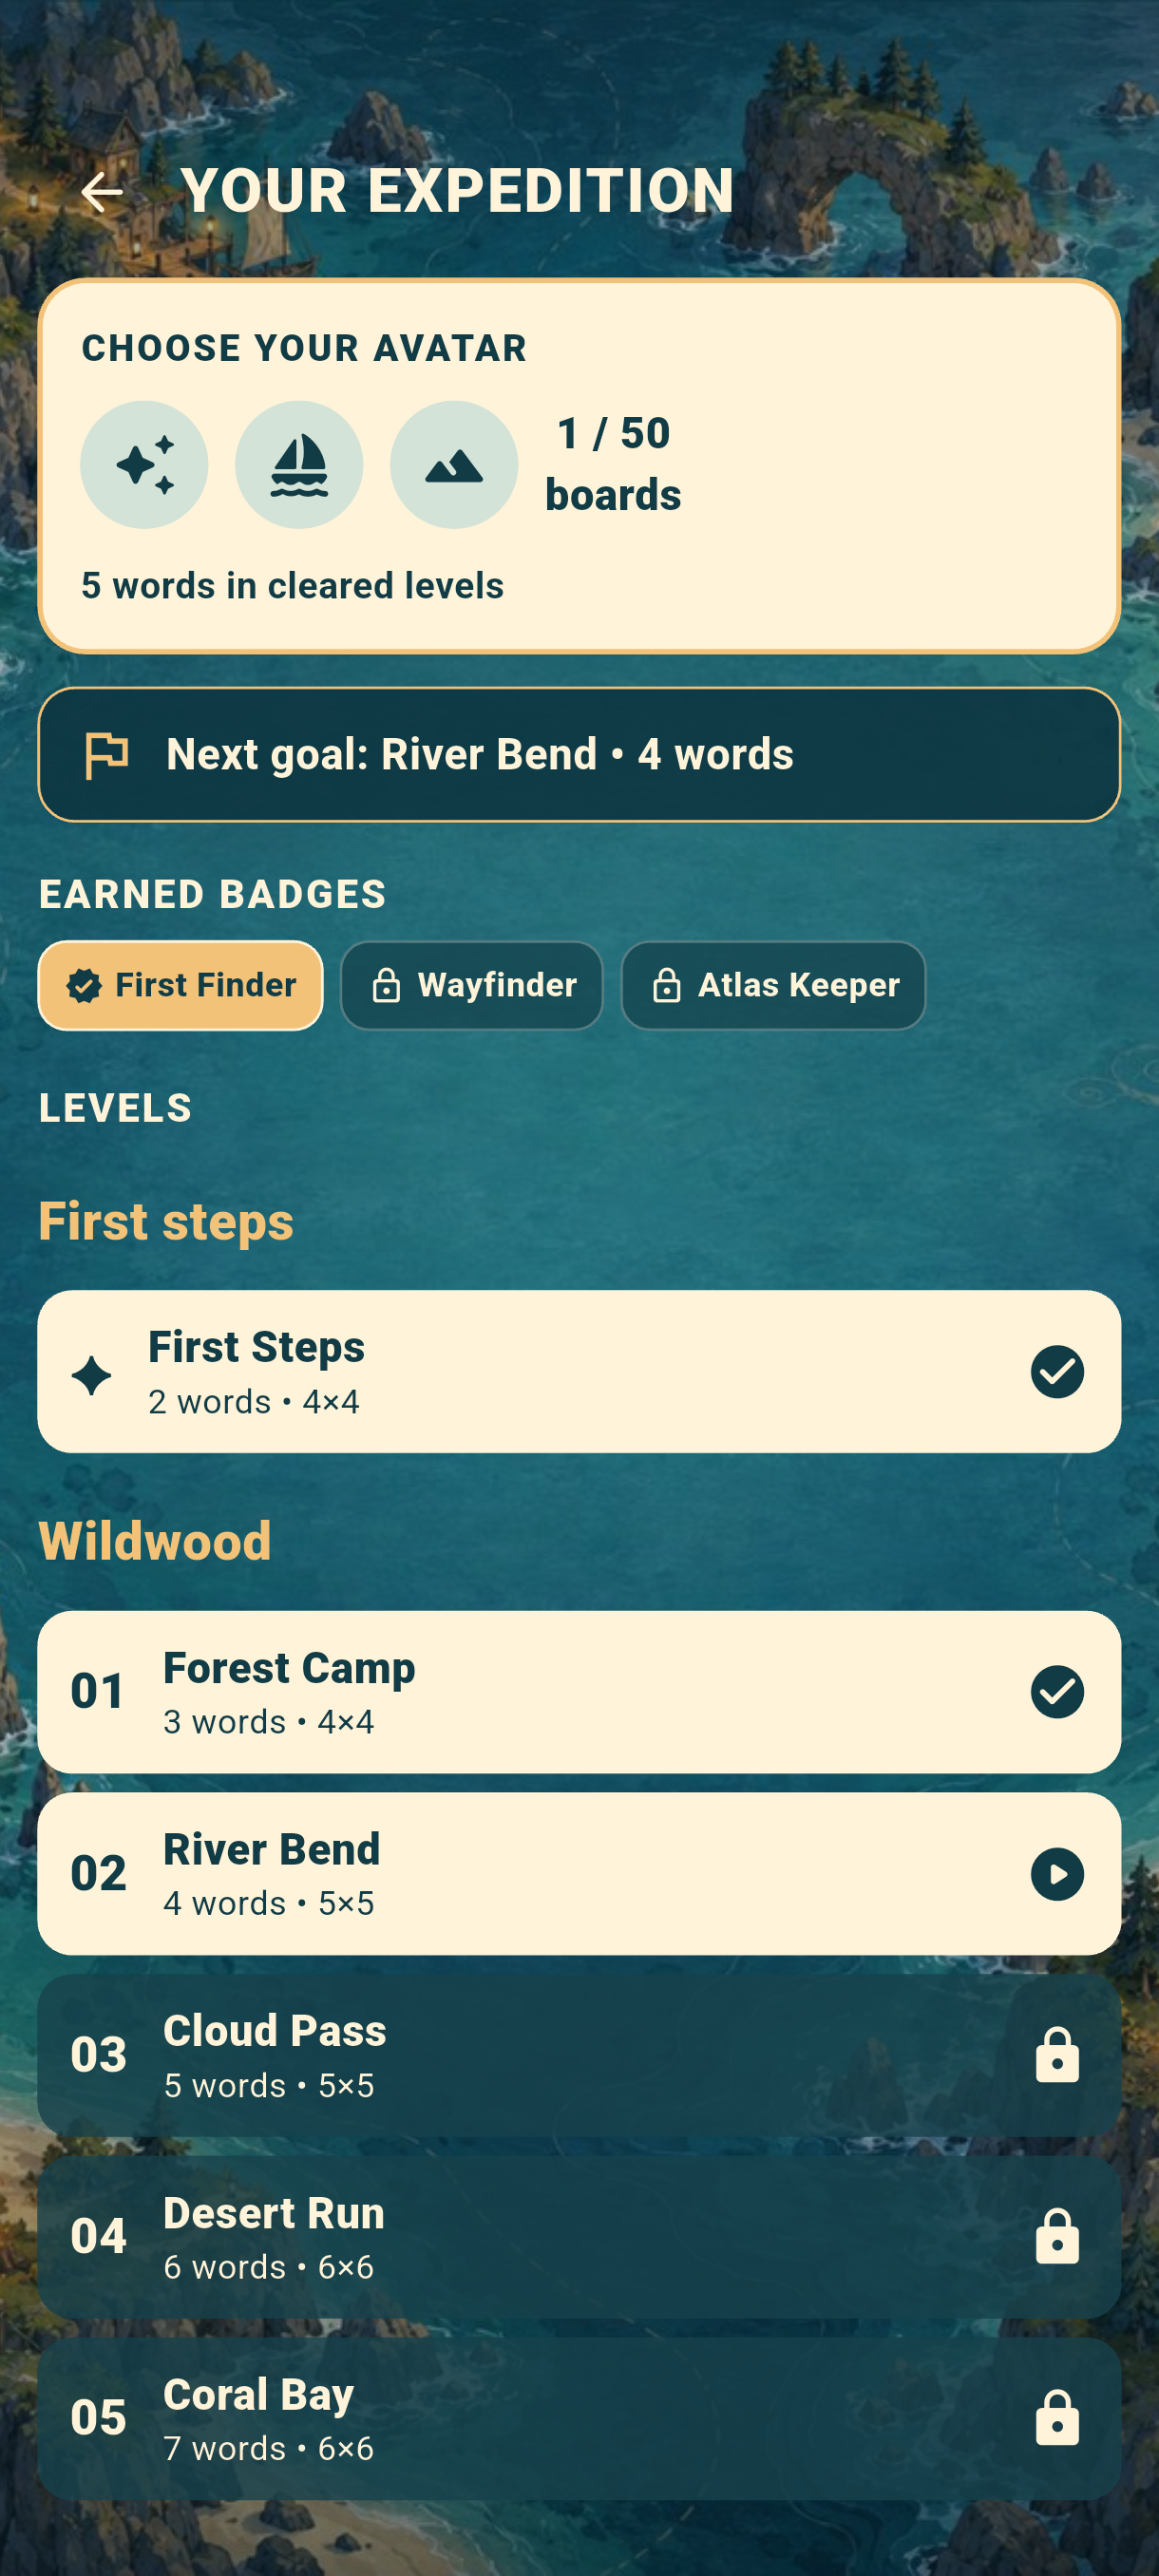 YOUR EXPEDITION
CHOOSE YOUR AVATAR
1 / 50
boards
5 words in cleared levels
Next goal: River Bend • 4 words
EARNED BADGES
First Finder
Wayfinder
Atlas Keeper
LEVELS
First steps
First Steps
2 words • 4×4
Wildwood
01
Forest Camp
3 words • 4×4
02
River Bend
4 words • 5×5
03
Cloud Pass
5 words • 5×5
04
Desert Run
6 words • 6×6
05
Coral Bay
7 words • 6×6